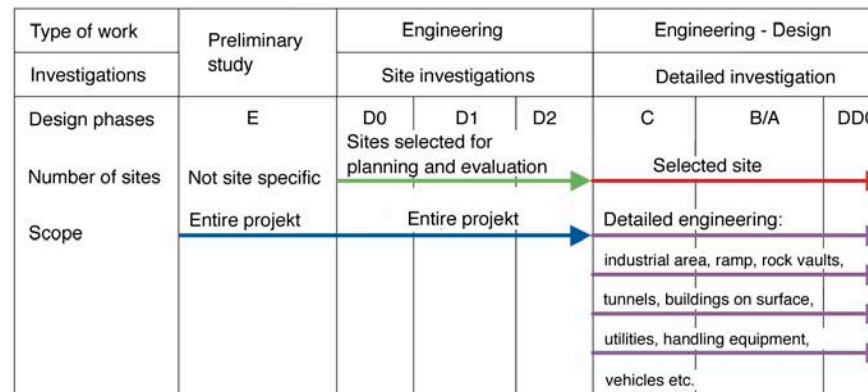 Type of work Preliminary study Engineering Engineering - Design
Investigations Site investigations Detailed investigation
Design phases E D0 D1 D2 C B/A
Sites selected for
planning and evaluation
Number of sites Not site specific Selected site
Scope Entire projekt Entire projekt Detailed engineering:
industrial area, ramp, rock vaults,
tunnels, buildings on surface,
utilities, handling equipment,
vehicles etc.